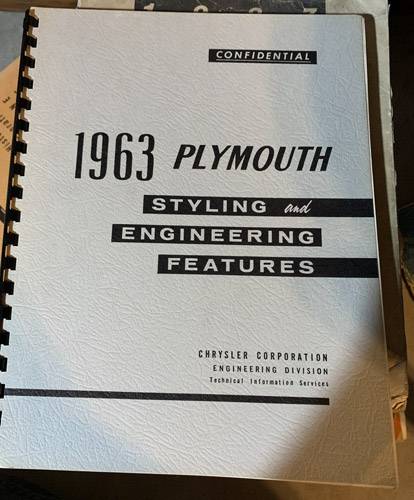 CONFIDENTIAL
1963 PLYMOUTH
STYLING and
ENGINEERING
FEATURES
CHRYSLER CORPORATION
ENGINEERING DIVISION
Technical Information Services